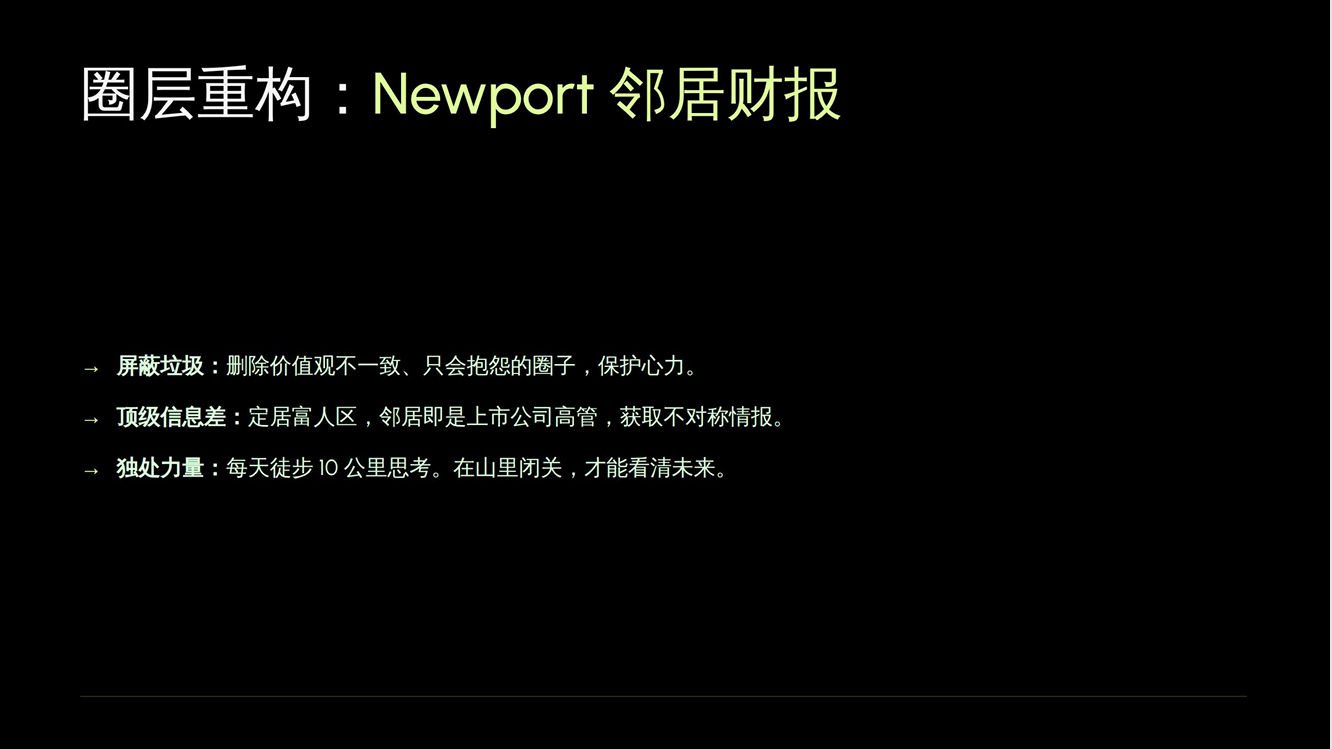 圈层重构：Newport 邻居财报
→ 屏蔽垃圾：删除价值观不一致、只会抱怨的圈子，保护心力。
→ 顶级信息差：定居富人区，邻居即是上市公司高管，获取不对称情报。
→ 独处力量：每天徒步 10 公里思考。在山里闭关，才能看清未来。